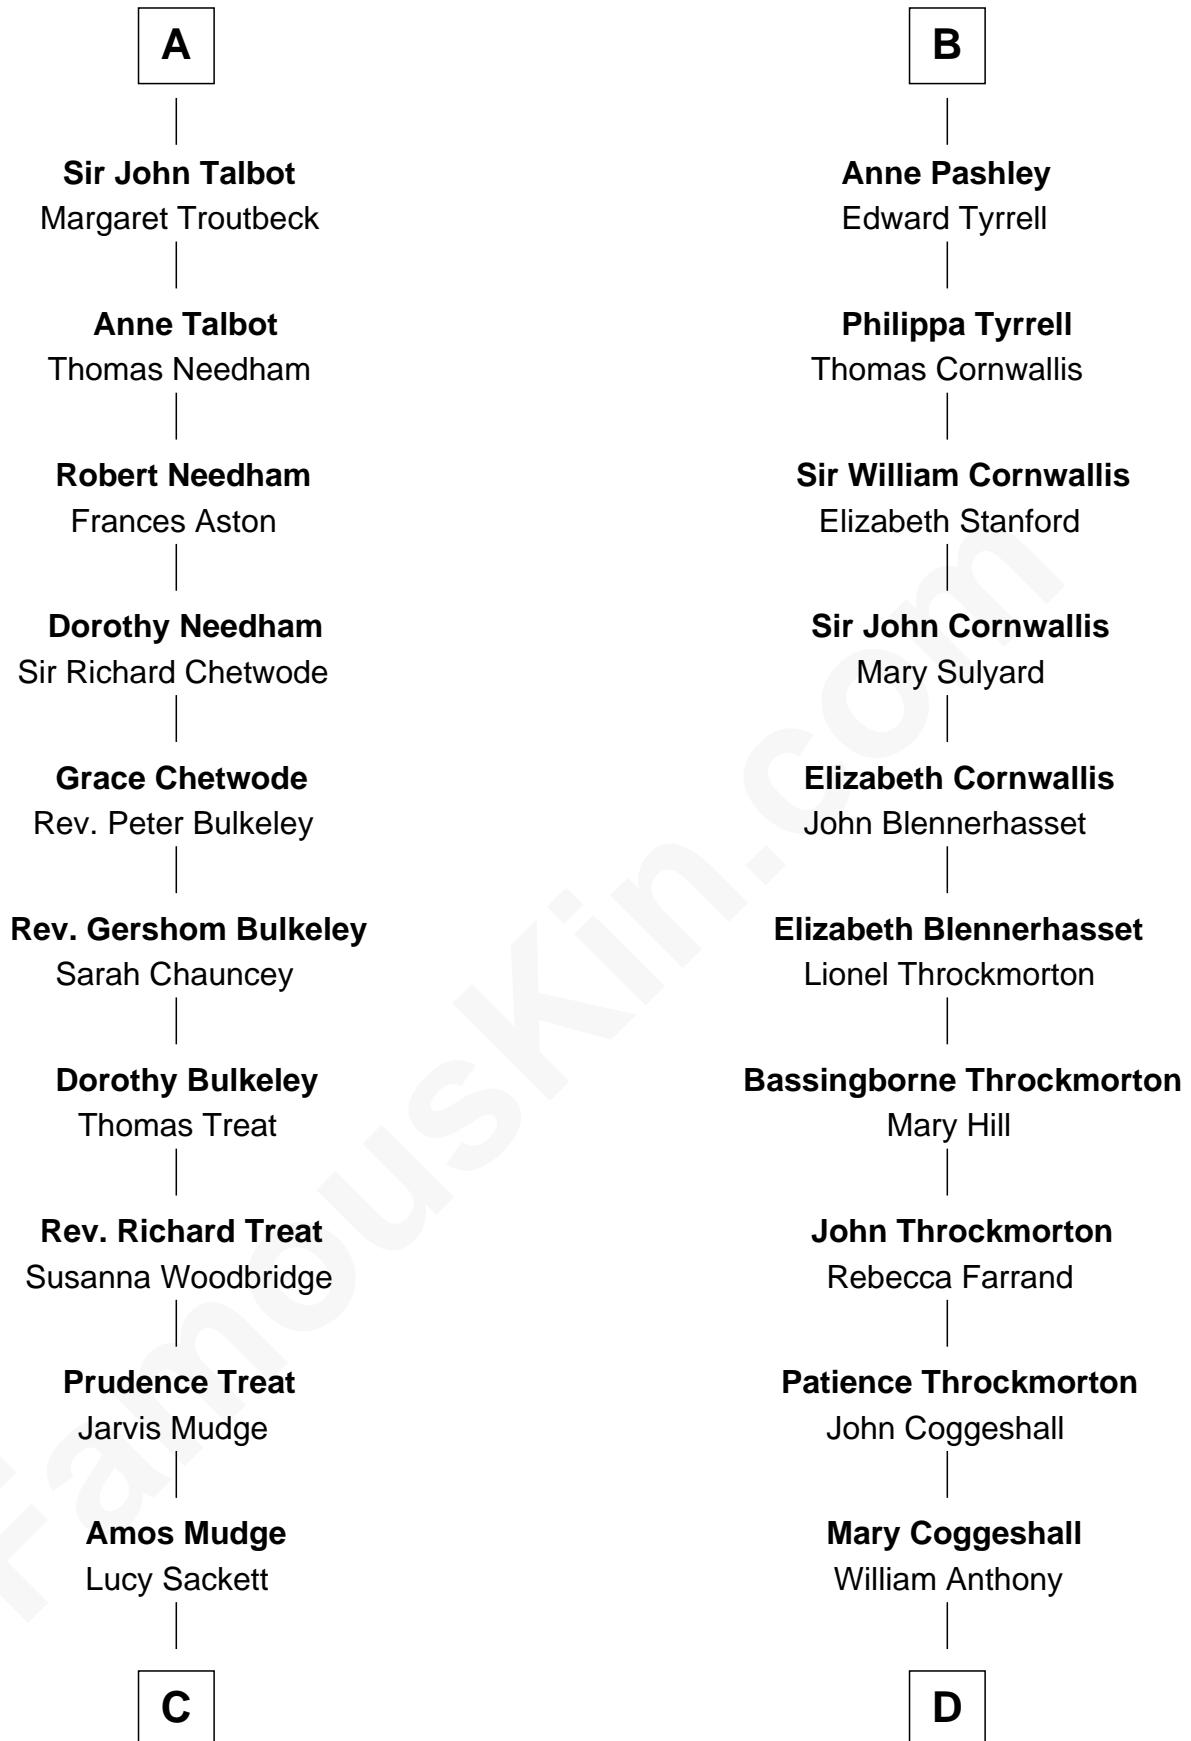 A
Sir John Talbot
Margaret Troutbeck
Anne Talbot
Thomas Needham
Robert Needham
Frances Aston
Dorothy Needham
Sir Richard Chetwode
Grace Chetwode
Rev. Peter Bulkeley
Rev. Gershom Bulkeley
Sarah Chauncey
Dorothy Bulkeley
Thomas Treat
Rev. Richard Treat
Susanna Woodbridge
Prudence Treat
Jarvis Mudge
Amos Mudge
Lucy Sackett
C
B
Anne Pashley
Edward Tyrrell
Philippa Tyrrell
Thomas Cornwallis
Sir William Cornwallis
Elizabeth Stanford
Sir John Cornwallis
Mary Sulyard
Elizabeth Cornwallis
John Blennerhasset
Elizabeth Blennerhasset
Lionel Throckmorton
Bassingborne Throckmorton
Mary Hill
John Throckmorton
Rebecca Farrand
Patience Throckmorton
John Coggeshall
Mary Coggeshall
William Anthony
D
FamousKin.com